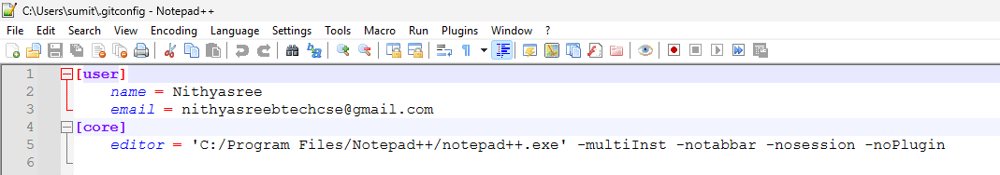 C:\Users\sumit\.gitconfig - Notepad++
File Edit Search View Encoding Language Settings Tools Macro Run Plugins Window ?
1 [user]
2 name = Nithyasree
3 email = nithyasreebtechcse@gmail.com
4 [core]
5 editor = 'C:/Program Files/Notepad++/notepad++.exe' -multiInst -notabbar -nosession -noPlugin
6